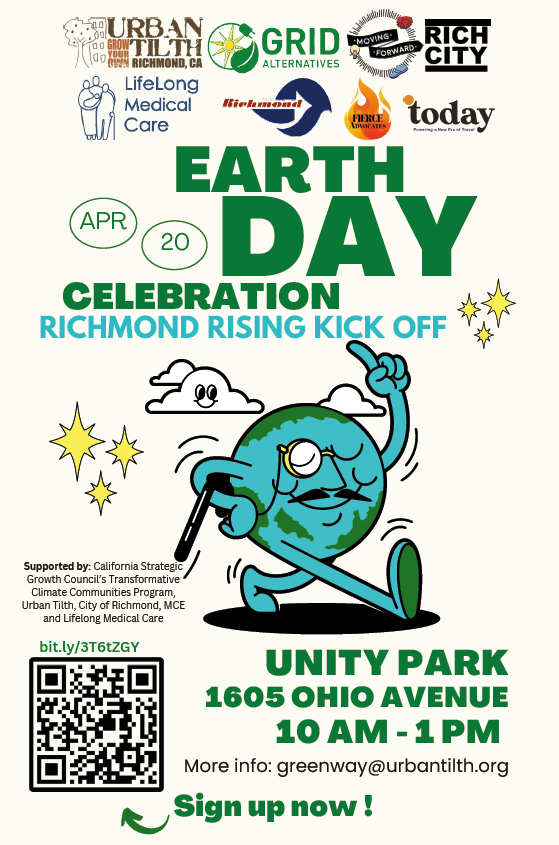 URBAN
TILTH
GROW
YOUR
OWN
RICHMOND, CA
GRID
ALTERNATIVES
MOVING
FORWARD
RICH
CITY
LifeLong
Medical
Care
Richmond
FIERCE
ADVOCATES
today
Powering a New Era of Travel
EARTH
DAY
APR
20
CELEBRATION
RICHMOND RISING KICK OFF
Supported by: California Strategic
Growth Council's Transformative
Climate Communities Program,
Urban Tilth, City of Richmond, MCE
and Lifelong Medical Care
bit.ly/3T6tZGY
UNITY PARK
1605 OHIO AVENUE
10 AM - 1 PM
More info: greenway@urbantilth.org
Sign up now !